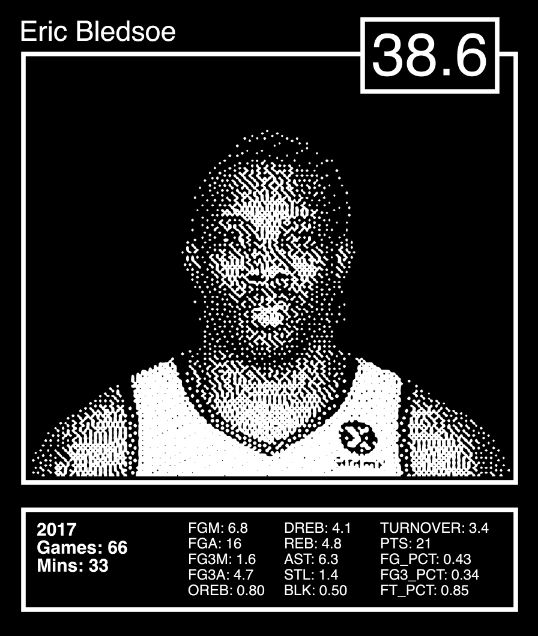 Eric Bledsoe
38.6
2017
Games: 66
Mins: 33
FGM: 6.8
FGA: 16
FG3M: 1.6
FG3A: 4.7
OREB: 0.80
DREB: 4.1
REB: 4.8
AST: 6.3
STL: 1.4
BLK: 0.50
TURNOVER: 3.4
PTS: 21
FG_PCT: 0.43
FG3_PCT: 0.34
FT_PCT: 0.85